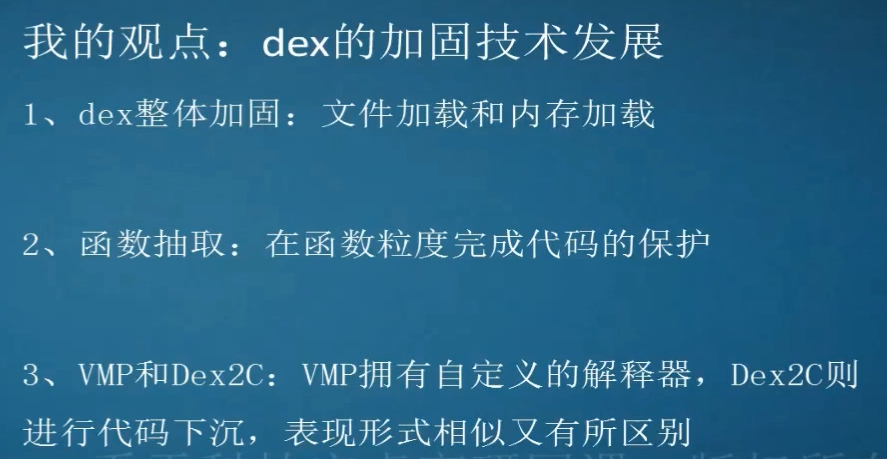 我的观点：dex的加固技术发展
1、dex整体加固：文件加载和内存加载
2、函数抽取：在函数粒度完成代码的保护
3、VMP和Dex2C：VMP拥有自定义的解释器，Dex2C则
进行代码下沉，表现形式相似又有所区别